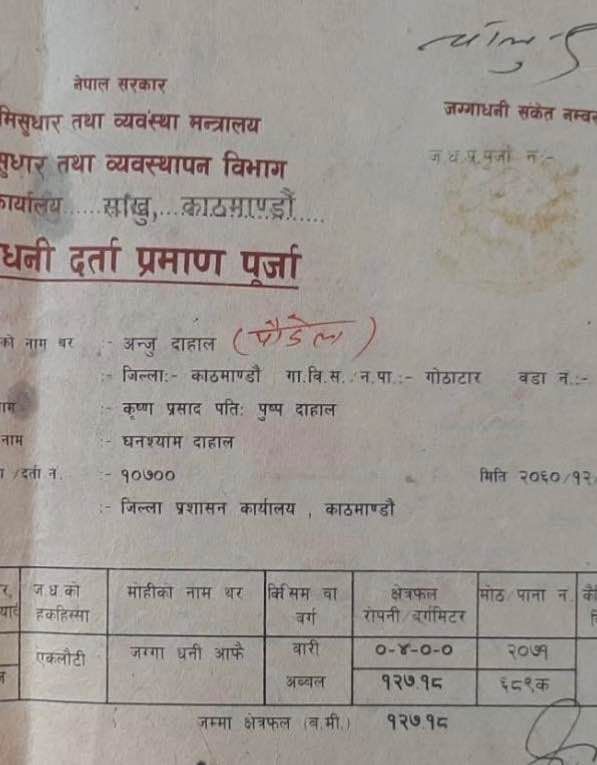 नेपाल सरकार
जग्गाधनी संकेत नम्बर
मिसुधार तथा व्यवस्था मन्त्रालय
ज.ध.प्र.पूर्जा नं:-
सुधार तथा व्यवस्थापन विभाग
कार्यालय.....सांखु,...काठमाण्डौ.....
धनी दर्ता प्रमाण पूर्जा
को नाम थर :- अन्जु दाहाल (पौडेल)
:- जिल्ला:- काठमाण्डौ गा.वि.स. न.पा.:- गोठाटार वडा न.:-
नाम :- कृष्ण प्रसाद पतिः पुष्प दाहाल
नाम :- घनश्याम दाहाल
/दर्ता नं. :- १०७०० मिति २०६०/१२/
:- जिल्ला प्रशासन कार्यालय , काठमाण्डौ
ज.ध.को हकहिस्सा मोहीको नाम थर किसिम वा वर्ग क्षेत्रफल रोपनी/वर्गमिटर मोठ/पाना न.
एकलौटी जग्गा धनी आफै बारी ०-४-०-० २०७१
अब्बल १२७.१८ ६८९क
जम्मा क्षेत्रफल (व.मी.) १२७.१८